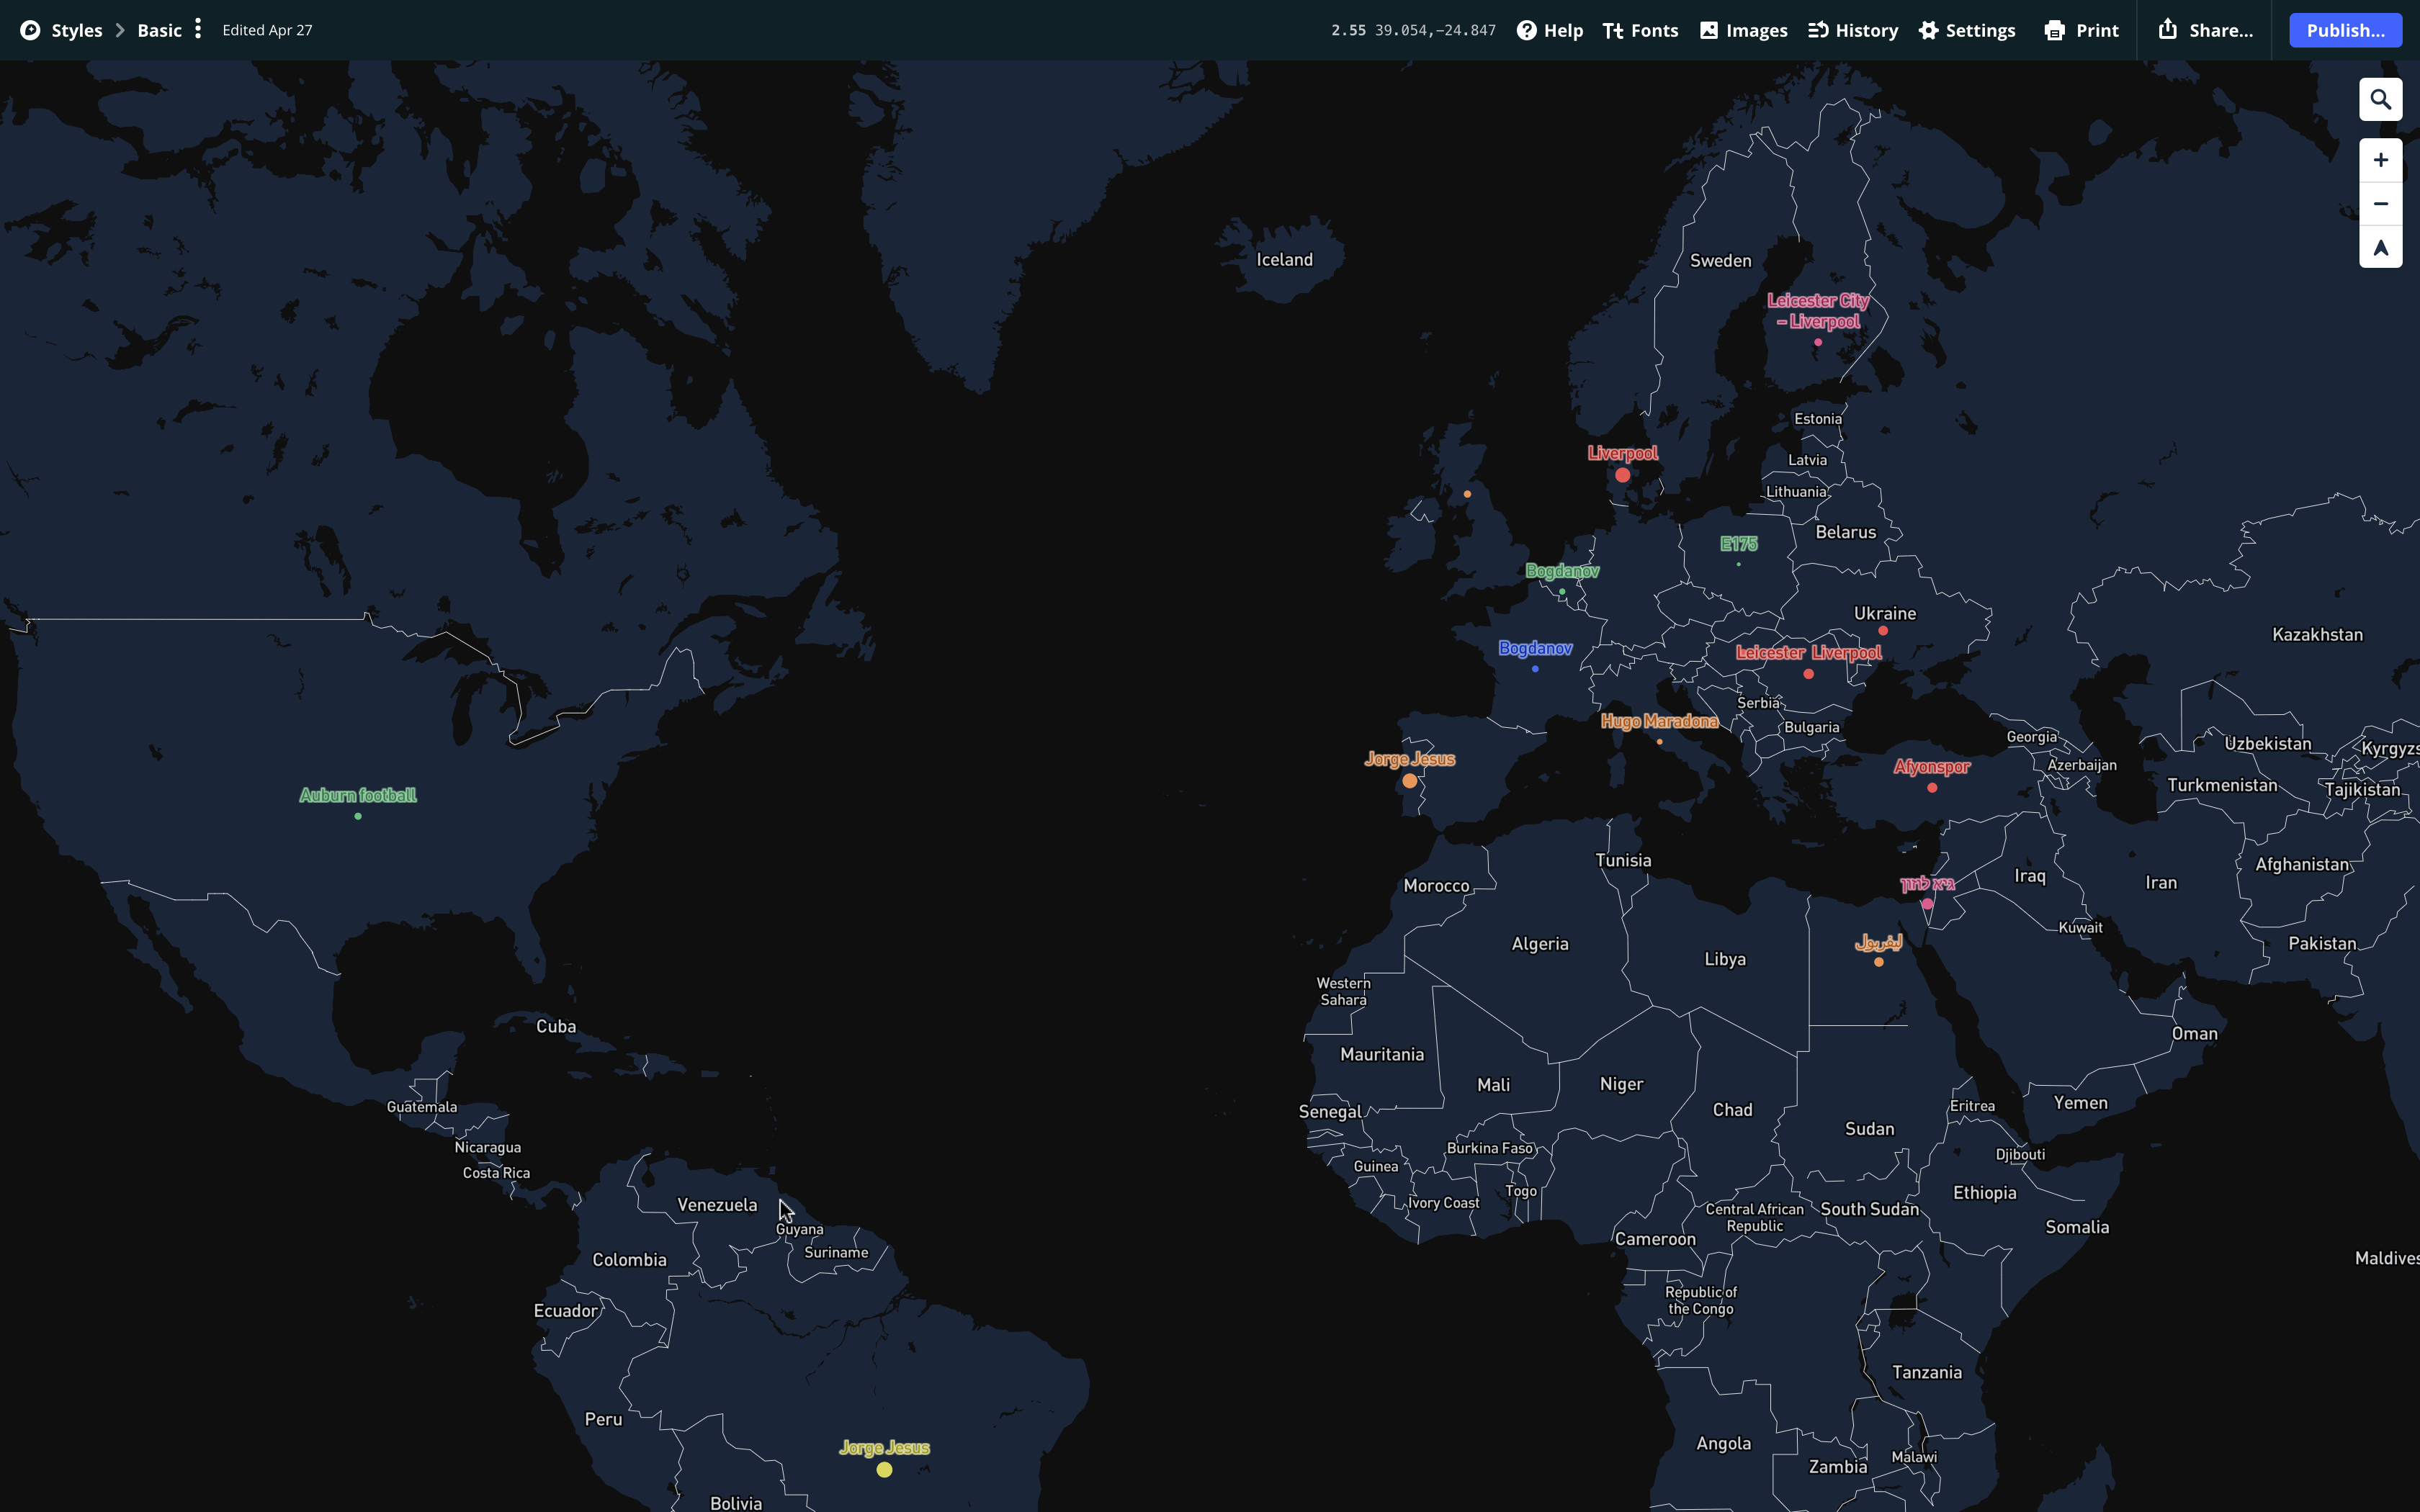 Styles
Basic
Edited Apr 27
2.55 39.054,-24.847
Help
Fonts
Images
History
Settings
Print
Share...
Publish...
Iceland
Sweden
Leicester City
– Liverpool
Estonia
Liverpool
Latvia
Lithuania
Belarus
E175
Bogdanov
Ukraine
Kazakhstan
Bogdanov
Leicester Liverpool
Serbia
Hugo Maradona
Bulgaria
Georgia
Uzbekistan
Kyrgyzs
Jorge Jesus
Afyonspor
Azerbaijan
Turkmenistan
Tajikistan
Auburn football
Tunisia
Afghanistan
Morocco
Iraq
Iran
Kuwait
Algeria
ليفربول
Pakistan
Libya
Western
Sahara
Cuba
Oman
Mauritania
Mali
Niger
Yemen
Guatemala
Senegal
Chad
Eritrea
Sudan
Nicaragua
Burkina Faso
Djibouti
Costa Rica
Guinea
Togo
Ethiopia
Venezuela
Ivory Coast
Central African
Republic
South Sudan
Guyana
Somalia
Cameroon
Suriname
Colombia
Maldives
Republic of
the Congo
Ecuador
Tanzania
Peru
Angola
Jorge Jesus
Malawi
Zambia
Bolivia